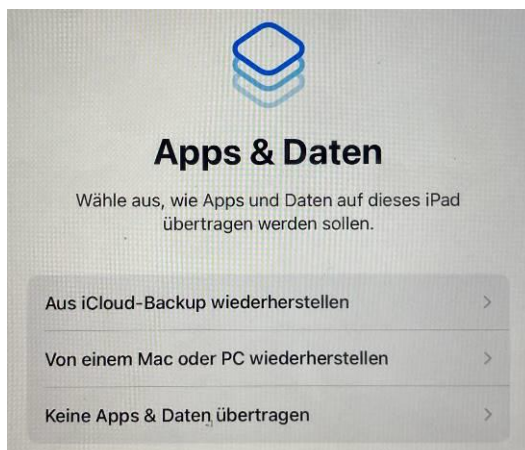 Apps & Daten
Wähle aus, wie Apps und Daten auf dieses iPad
übertragen werden sollen.
Aus iCloud-Backup wiederherstellen
Von einem Mac oder PC wiederherstellen
Keine Apps & Daten übertragen